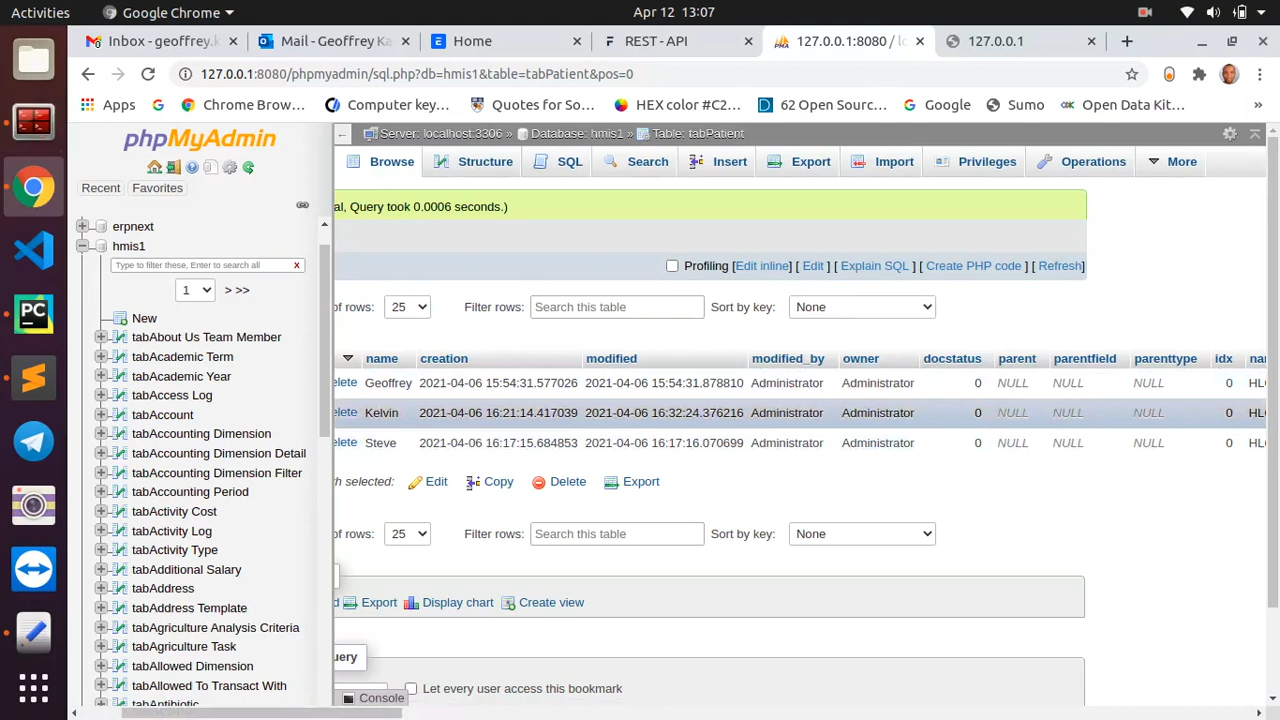 Activities
Google Chrome
Apr 12 13:07
Inbox - geoffrey.k
Mail - Geoffrey Ka
Home
REST - API
127.0.0.1:8080 / lo
127.0.0.1
127.0.0.1:8080/phpmyadmin/sql.php?db=hmis1&table=tabPatient&pos=0
Apps
Chrome Brow...
Computer key...
Quotes for So...
HEX color #C2...
62 Open Sourc...
Google
Sumo
Open Data Kit...
»
phpMyAdmin
Recent
Favorites
erpnext
hmis1
Type to filter these, Enter to search all X
1 > >>
New
tabAbout Us Team Member
tabAcademic Term
tabAcademic Year
tabAccess Log
tabAccount
tabAccounting Dimension
tabAccounting Dimension Detail
tabAccounting Dimension Filter
tabAccounting Period
tabActivity Cost
tabActivity Log
tabActivity Type
tabAdditional Salary
tabAddress
tabAddress Template
tabAgriculture Analysis Criteria
tabAgriculture Task
tabAllowed Dimension
tabAllowed To Transact With
tabAntibiotic
Server: localhost:3306 » Database: hmis1 » Table: tabPatient
Browse Structure SQL Search Insert Export Import Privileges Operations More
al, Query took 0.0006 seconds.)
Profiling [Edit inline] [ Edit ] [ Explain SQL ] [ Create PHP code ] [ Refresh]
of rows: 25 Filter rows: Search this table Sort by key: None
name creation modified modified_by owner docstatus parent parentfield parenttype idx nar
elete Geoffrey 2021-04-06 15:54:31.577026 2021-04-06 15:54:31.878810 Administrator Administrator 0 NULL NULL NULL 0 HLC
elete Kelvin 2021-04-06 16:21:14.417039 2021-04-06 16:32:24.376216 Administrator Administrator 0 NULL NULL NULL 0 HLC
elete Steve 2021-04-06 16:17:15.684853 2021-04-06 16:17:16.070699 Administrator Administrator 0 NULL NULL NULL 0 HLC
th selected: Edit Copy Delete Export
of rows: 25 Filter rows: Search this table Sort by key: None
d Export Display chart Create view
uery
Let every user access this bookmark
Console